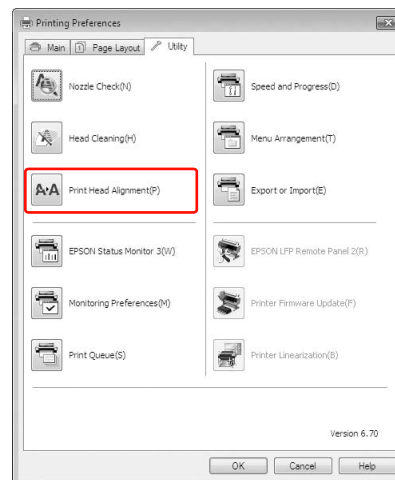 Printing Preferences
Main
Page Layout
Utility
Nozzle Check(N)
Speed and Progress(D)
Head Cleaning(H)
Menu Arrangement(T)
Print Head Alignment(P)
Export or Import(E)
EPSON Status Monitor 3(W)
EPSON LFP Remote Panel 2(R)
Monitoring Preferences(M)
Printer Firmware Update(F)
Print Queue(S)
Printer Linearization(B)
Version 6.70
OK
Cancel
Help